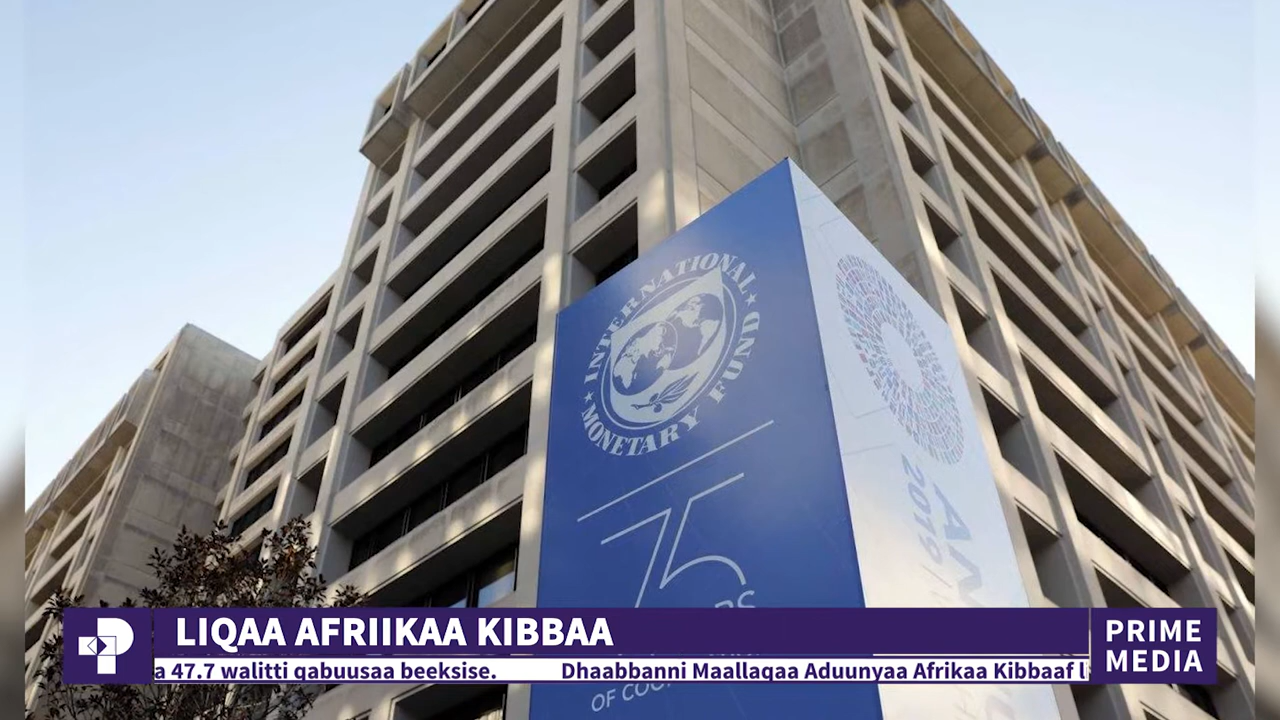 INTERNATIONAL
MONETARY FUND
75
OF
2019
LIQAA AFRIIKAA KIBBAA
a 47.7 walitti qabuusaa beeksise. Dhaabbanni Maallaqaa Aduunyaa Afrikaa Kibbaaf
PRIME
MEDIA